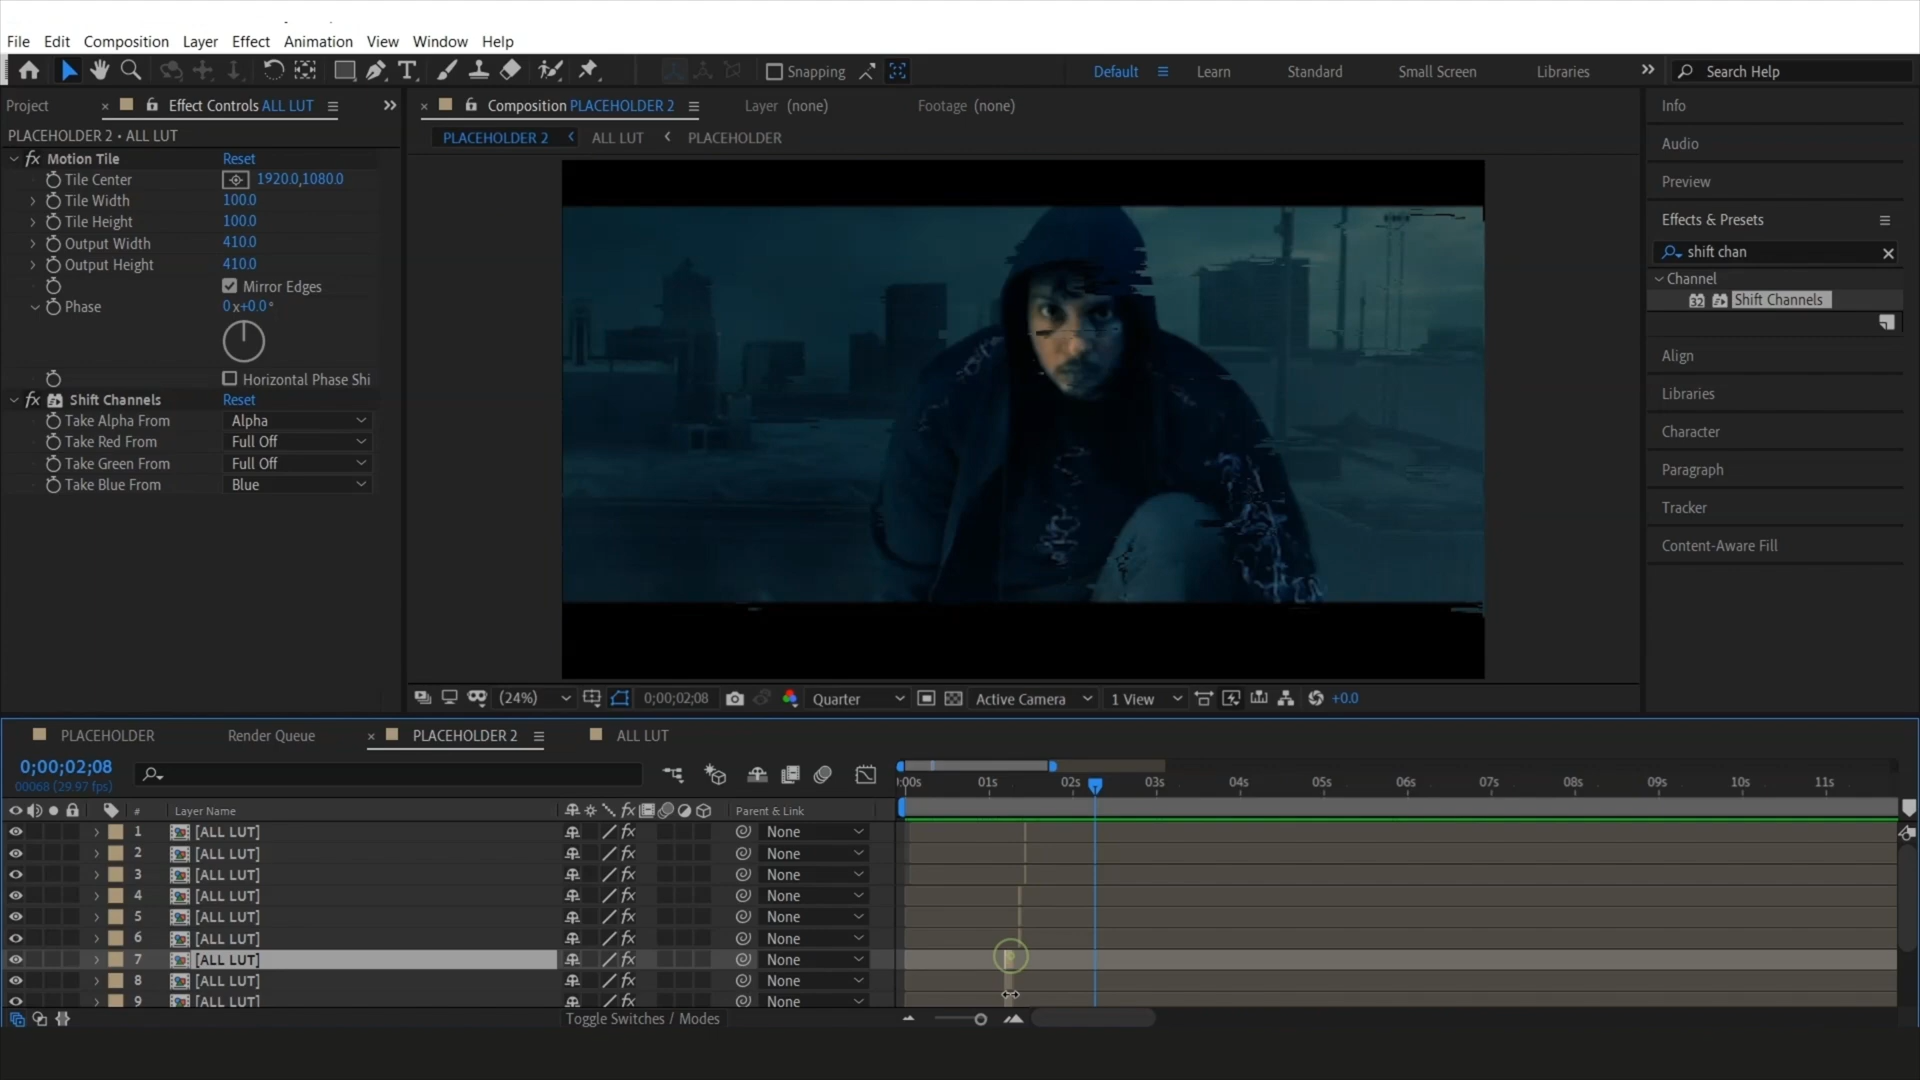 File Edit Composition Layer Effect Animation View Window Help
Snapping Default Learn Standard Small Screen Libraries Search Help
Project Effect Controls ALL LUT Composition PLACEHOLDER 2 Layer (none) Footage (none) Info
PLACEHOLDER 2 • ALL LUT
PLACEHOLDER 2 ALL LUT PLACEHOLDER
Motion Tile Reset
Tile Center 1920.0,1080.0
Tile Width 100.0
Tile Height 100.0
Output Width 410.0
Output Height 410.0
Mirror Edges
Phase 0x+0.0°
Horizontal Phase Shi
Shift Channels Reset
Take Alpha From Alpha
Take Red From Full Off
Take Green From Full Off
Take Blue From Blue
Audio
Preview
Effects & Presets
shift chan
Channel
32 Shift Channels
Align
Libraries
Character
Paragraph
Tracker
Content-Aware Fill
(24%) 0;00;02;08 Quarter Active Camera 1 View +0.0
PLACEHOLDER Render Queue PLACEHOLDER 2 ALL LUT
0;00;02;08
00068 (29.97 fps)
:00s 01s 02s 03s 04s 05s 06s 07s 08s 09s 10s 11s
# Layer Name Parent & Link
1 [ALL LUT] fx None
2 [ALL LUT] fx None
3 [ALL LUT] fx None
4 [ALL LUT] fx None
5 [ALL LUT] fx None
6 [ALL LUT] fx None
7 [ALL LUT] fx None
8 [ALL LUT] fx None
9 [ALL LUT] fx None
Toggle Switches / Modes